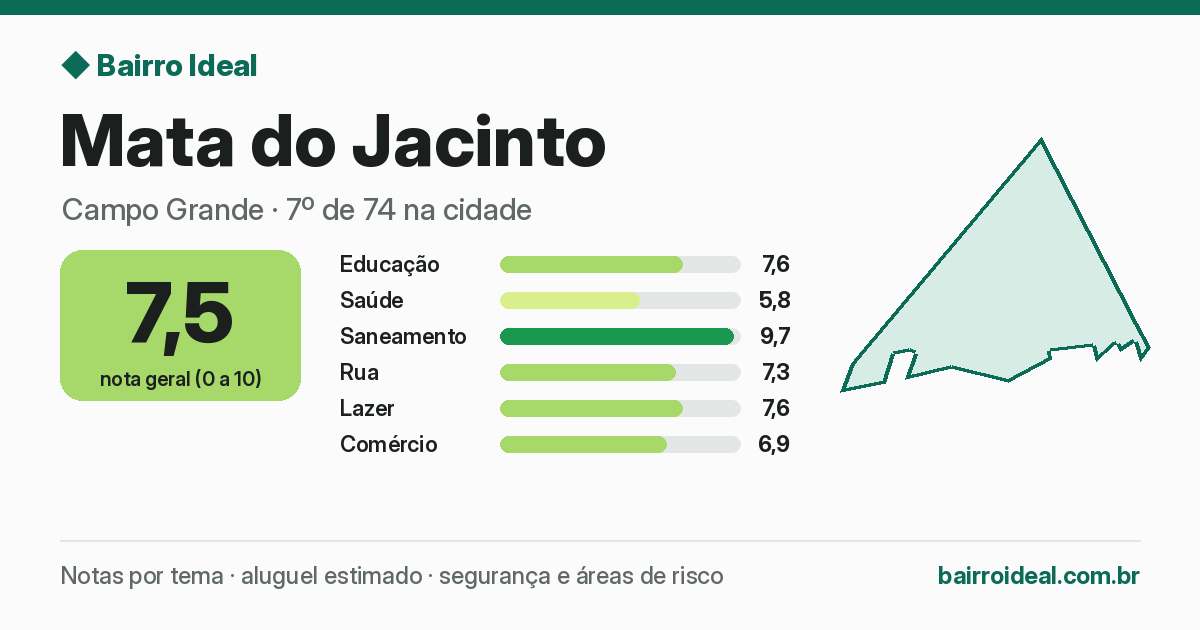 Bairro Ideal
Mata do Jacinto
Campo Grande · 7º de 74 na cidade
7,5
nota geral (0 a 10)
Educação 7,6
Saúde 5,8
Saneamento 9,7
Rua 7,3
Lazer 7,6
Comércio 6,9
Notas por tema · aluguel estimado · segurança e áreas de risco
bairroideal.com.br